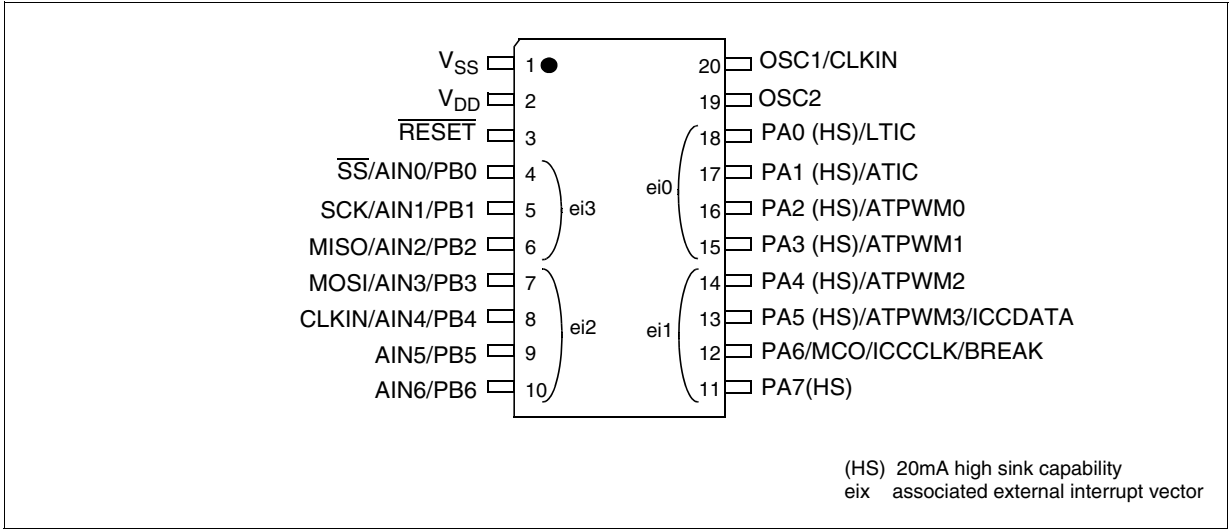 VSS 1 20 OSC1/CLKIN
VDD 2 19 OSC2
RESET 3 18 PA0 (HS)/LTIC
SS/AIN0/PB0 4 17 PA1 (HS)/ATIC
ei3 ei0
SCK/AIN1/PB1 5 16 PA2 (HS)/ATPWM0
MISO/AIN2/PB2 6 15 PA3 (HS)/ATPWM1
MOSI/AIN3/PB3 7 14 PA4 (HS)/ATPWM2
CLKIN/AIN4/PB4 8 13 PA5 (HS)/ATPWM3/ICCDATA
ei2 ei1
AIN5/PB5 9 12 PA6/MCO/ICCCLK/BREAK
AIN6/PB6 10 11 PA7(HS)
(HS) 20mA high sink capability
eix associated external interrupt vector